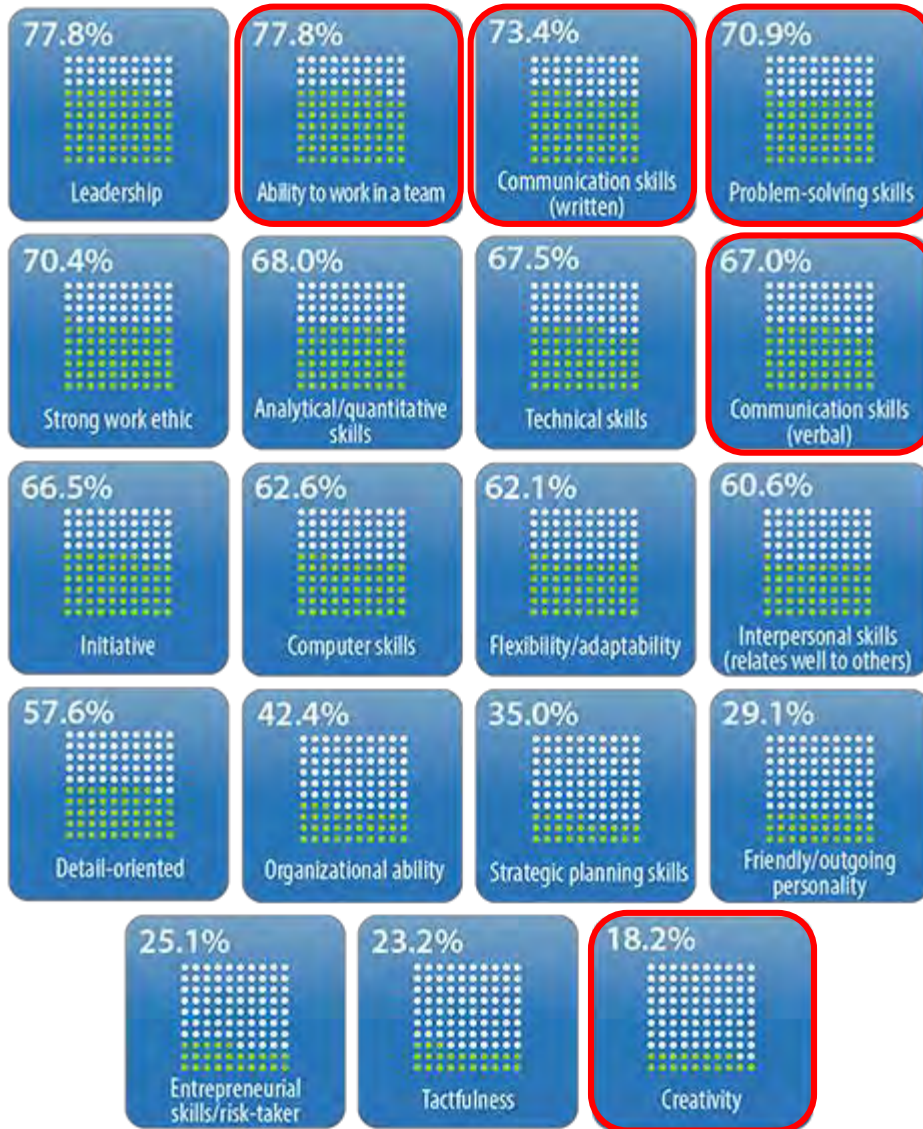 77.8%
Leadership
77.8%
Ability to work in a team
73.4%
Communication skills
(written)
70.9%
Problem-solving skills
70.4%
Strong work ethic
68.0%
Analytical/quantitative
skills
67.5%
Technical skills
67.0%
Communication skills
(verbal)
66.5%
Initiative
62.6%
Computer skills
62.1%
Flexibility/adaptability
60.6%
Interpersonal skills
(relates well to others)
57.6%
Detail-oriented
42.4%
Organizational ability
35.0%
Strategic planning skills
29.1%
Friendly/outgoing
personality
25.1%
Entrepreneurial
skills/risk-taker
23.2%
Tactfulness
18.2%
Creativity